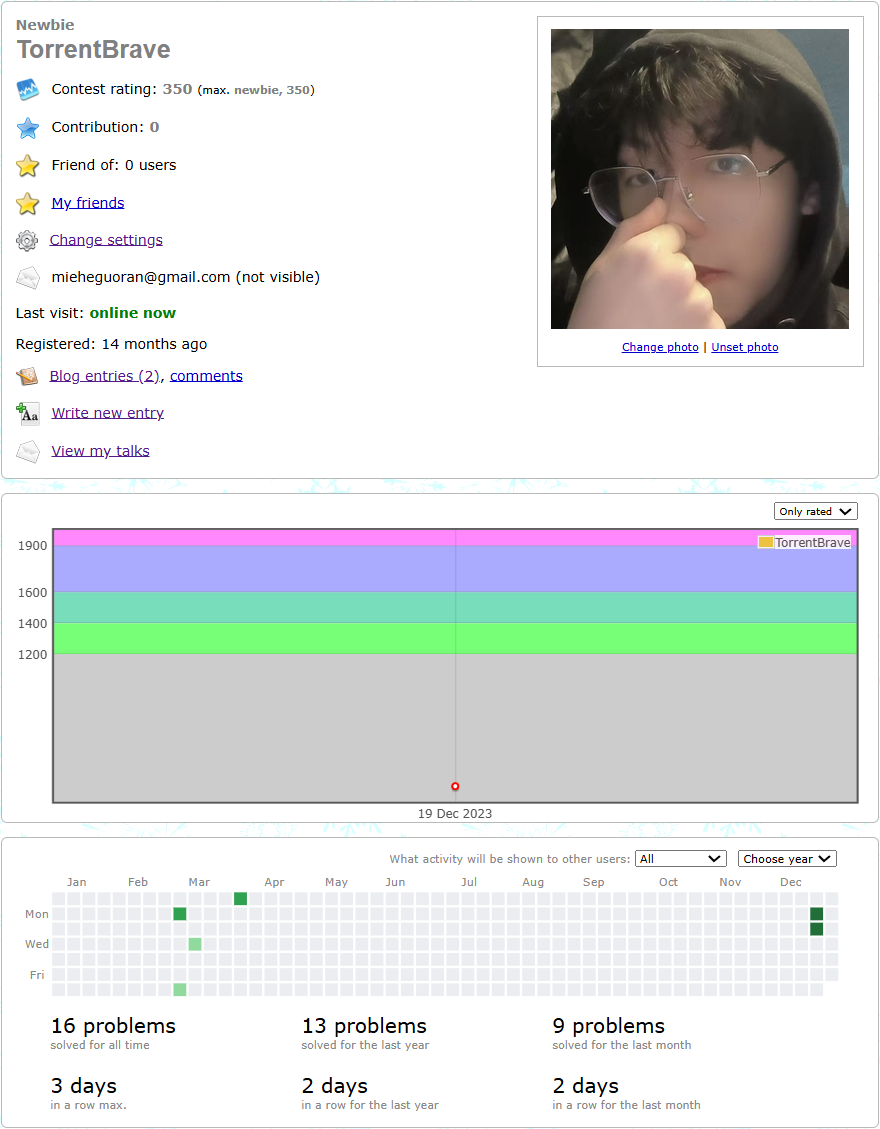 Newbie
TorrentBrave
Contest rating: 350 (max. newbie, 350)
Contribution: 0
Friend of: 0 users
My friends
Change settings
mieheguoran@gmail.com (not visible)
Last visit: online now
Registered: 14 months ago
Blog entries (2), comments
Aa Write new entry
View my talks
Change photo | Unset photo
Only rated
TorrentBrave
1900
1600
1400
1200
19 Dec 2023
What activity will be shown to other users: All Choose year
Jan Feb Mar Apr May Jun Jul Aug Sep Oct Nov Dec
Mon
Wed
Fri
16 problems 13 problems 9 problems
solved for all time solved for the last year solved for the last month
3 days 2 days 2 days
in a row max. in a row for the last year in a row for the last month